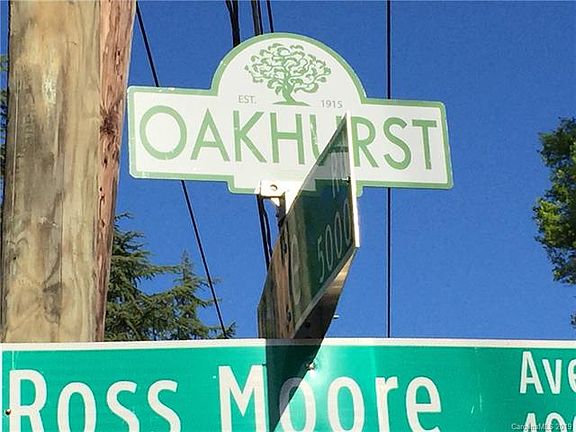 EST. 1915
OAKHURST
5000
Ross Moore Ave
CarolinaMLS 2019